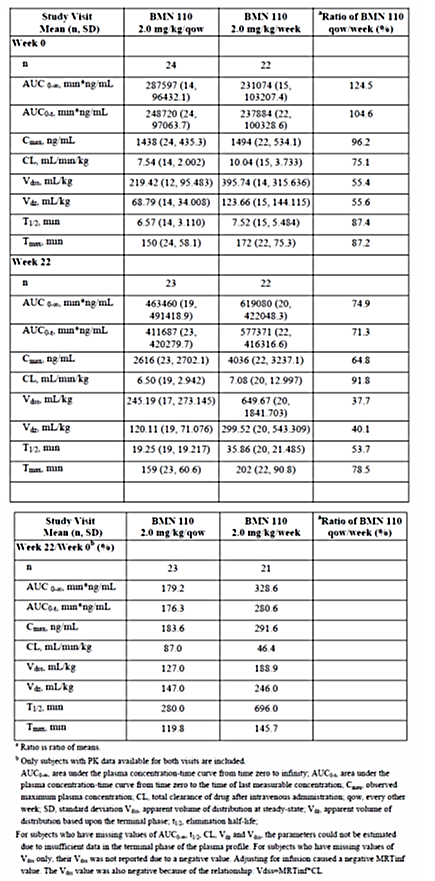 Study Visit BMN 110 BMN 110 ᵃRatio of BMN 110
Mean (n, SD) 2.0 mg/kg/qow 2.0 mg/kg/week qow/week (%)
Week 0
n 24 22
AUC 0-∞, min*ng/mL 287597 (14, 231074 (15, 124.5
96432.1) 103207.4)
AUC0-t, min*ng/mL 248720 (24, 237884 (22, 104.6
97063.7) 100328.6)
Cmax, ng/mL 1438 (24, 435.3) 1494 (22, 534.1) 96.2
CL, mL/min/kg 7.54 (14, 2.002) 10.04 (15, 3.733) 75.1
Vdss, mL/kg 219.42 (12, 95.483) 395.74 (14, 315.636) 55.4
Vdz, mL/kg 68.79 (14, 34.008) 123.66 (15, 144.115) 55.6
T1/2, min 6.57 (14, 3.110) 7.52 (15, 5.484) 87.4
Tmax, min 150 (24, 58.1) 172 (22, 75.3) 87.2
Week 22
n 23 22
AUC 0-∞, min*ng/mL 463460 (19, 619080 (20, 74.9
491418.9) 422048.3)
AUC0-t, min*ng/mL 411687 (23, 577371 (22, 71.3
420279.7) 416316.6)
Cmax, ng/mL 2616 (23, 2702.1) 4036 (22, 3237.1) 64.8
CL, mL/min/kg 6.50 (19, 2.942) 7.08 (20, 12.997) 91.8
Vdss, mL/kg 245.19 (17, 273.145) 649.67 (20, 37.7
1841.703)
Vdz, mL/kg 120.11 (19, 71.076) 299.52 (20, 543.309) 40.1
T1/2, min 19.25 (19, 19.217) 35.86 (20, 21.485) 53.7
Tmax, min 159 (23, 60.6) 202 (22, 90.8) 78.5
Study Visit BMN 110 BMN 110 ᵃRatio of BMN 110
Mean (n, SD) 2.0 mg/kg/qow 2.0 mg/kg/week qow/week (%)
Week 22/Week 0ᵇ (%)
n 23 21
AUC 0-∞, min*ng/mL 179.2 328.6
AUC0-t, min*ng/mL 176.3 280.6
Cmax, ng/mL 183.6 291.6
CL, mL/min/kg 87.0 46.4
Vdss, mL/kg 127.0 188.9
Vdz, mL/kg 147.0 246.0
T1/2, min 280.0 696.0
Tmax, min 119.8 145.7
ᵃ Ratio is ratio of means.
ᵇ Only subjects with PK data available for both visits are included.
AUC0-∞, area under the plasma concentration-time curve from time zero to infinity; AUC0-t, area under the
plasma concentration-time curve from time zero to the time of last measurable concentration; Cmax, observed
maximum plasma concentration; CL, total clearance of drug after intravenous administration; qow, every other
week; SD, standard deviation Vdss, apparent volume of distribution at steady-state; Vdz, apparent volume of
distribution based upon the terminal phase; t1/2, elimination half-life;
For subjects who have missing values of AUC0-∞, t1/2, CL, Vdz and Vdss, the parameters could not be estimated
due to insufficient data in the terminal phase of the plasma profile. For subjects who have missing values of
Vdss only, their Vdss was not reported due to a negative value. Adjusting for infusion caused a negative MRTinf
value. The Vdss value was also negative because of the relationship: Vdss=MRTinf*CL